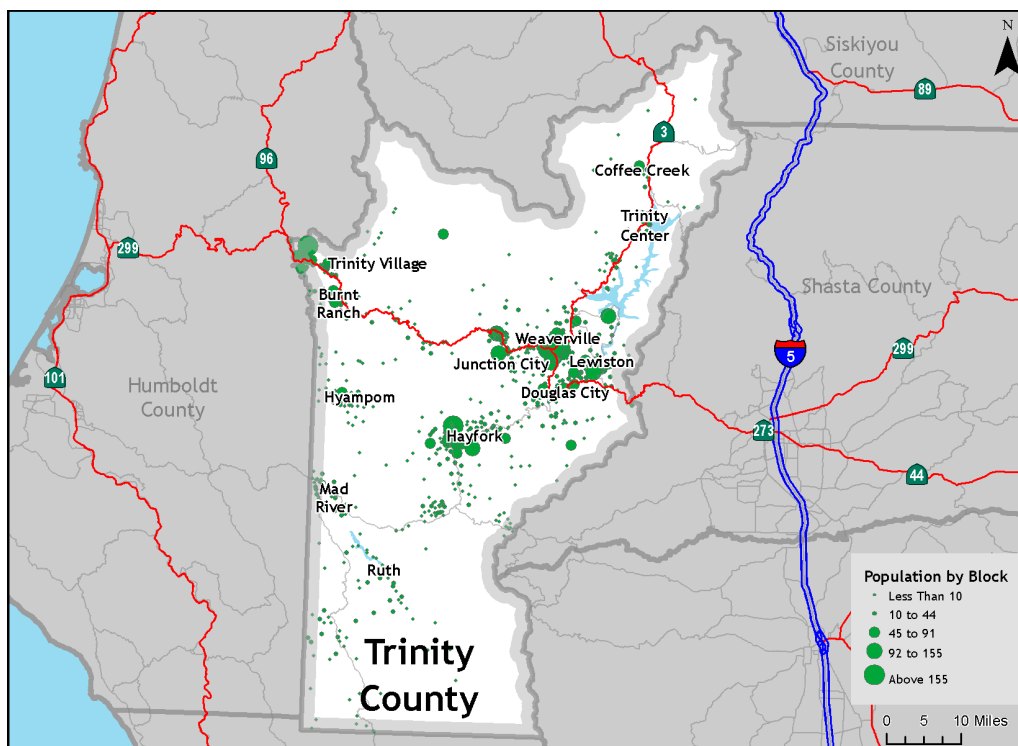 N
Siskiyou
County
89
3
96
Coffee Creek
Trinity
Center
299
Trinity Village
Burnt
Ranch
Shasta County
Weaverville
299
Junction City
Lewiston
5
101
Humboldt
County
Hyampom
Douglas City
Hayfork
273
44
Mad
River
Ruth
Trinity
County
Population by Block
Less Than 10
10 to 44
45 to 91
92 to 155
Above 155
0 5 10 Miles